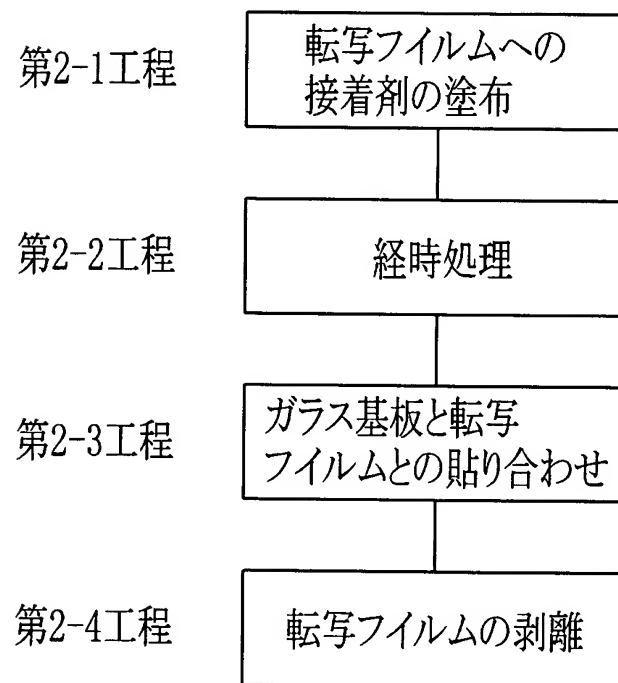 第2-1工程
転写フイルムへの
接着剤の塗布
第2-2工程
経時処理
第2-3工程
ガラス基板と転写
フイルムとの貼り合わせ
第2-4工程
転写フイルムの剥離